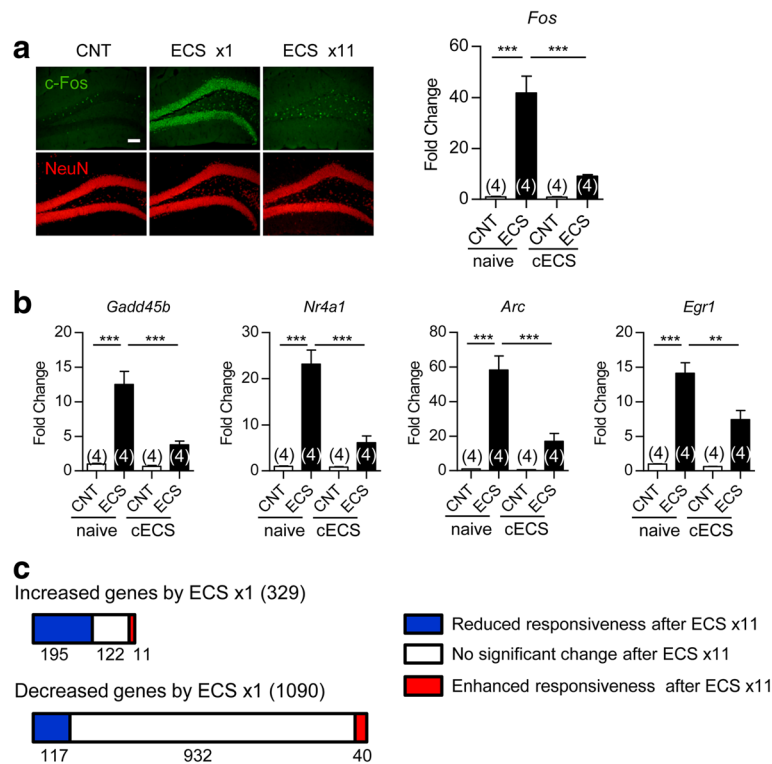 a
CNT ECS x1 ECS x11
c-Fos
NeuN
Fos
Fold Change
60
40
20
0
*** ***
(4) (4) (4) (4)
CNT ECS CNT ECS
naive cECS
b
Gadd45b
Fold Change
20
15
10
5
0
*** ***
(4) (4) (4) (4)
CNT ECS CNT ECS
naive cECS
Nr4a1
Fold Change
30
20
10
0
*** ***
(4) (4) (4) (4)
CNT ECS CNT ECS
naive cECS
Arc
Fold Change
80
60
40
20
0
*** ***
(4) (4) (4) (4)
CNT ECS CNT ECS
naive cECS
Egr1
Fold Change
20
15
10
5
0
*** **
(4) (4) (4) (4)
CNT ECS CNT ECS
naive cECS
c
Increased genes by ECS x1 (329)
195 122 11
Decreased genes by ECS x1 (1090)
117 932 40
Reduced responsiveness after ECS x11
No significant change after ECS x11
Enhanced responsiveness after ECS x11